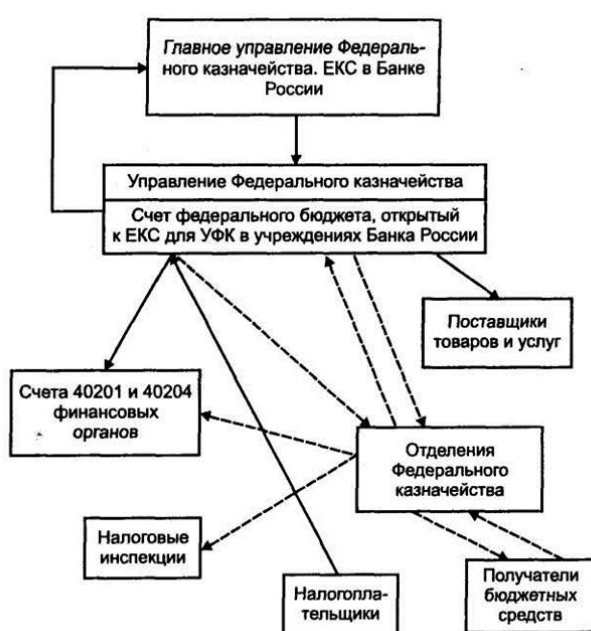 Главное управление Федераль-
ного казначейства. ЕКС в Банке
России
Управление Федерального казначейства
Счет федерального бюджета, открытый
к ЕКС для УФК в учреждениях Банка России
Поставщики
товаров и услуг
Счета 40201 и 40204
финансовых
органов
Отделения
Федерального
казначейства
Налоговые
инспекции
Налогопла-
тельщики
Получатели
бюджетных
средств